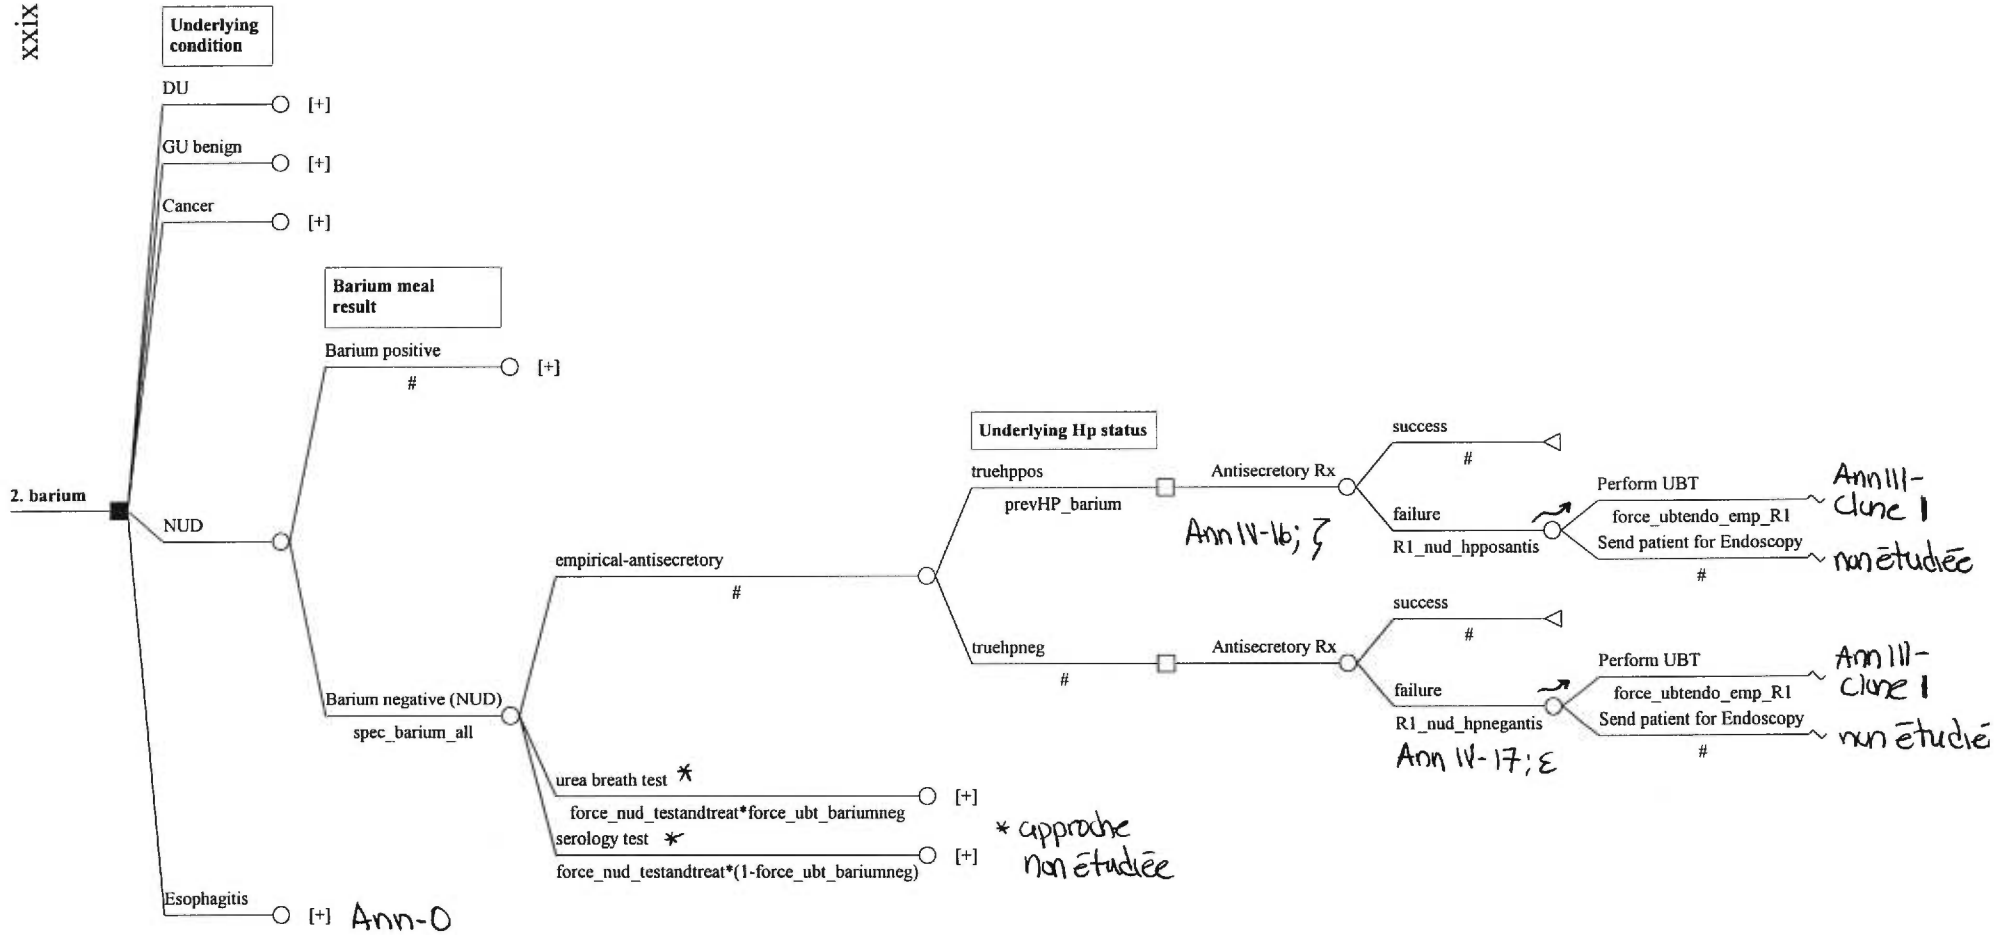 xxix
Underlying
condition
DU
[+]
GU benign
[+]
Cancer
[+]
Barium meal
result
Barium positive
#
[+]
2. barium
NUD
empirical-antisecretory
#
Underlying Hp status
truehppos
prevHP_barium
Ann IV-16; ζ
Antisecretory Rx
success
#
failure
R1_nud_hpposantis
Perform UBT
force_ubtendo_emp_R1
Ann III-
clone 1
Send patient for Endoscopy
#
non étudiée
truehpneg
#
Antisecretory Rx
success
#
failure
R1_nud_hpnegantis
Ann IV-17; ε
Perform UBT
force_ubtendo_emp_R1
Ann III-
clone 1
Send patient for Endoscopy
#
non étudié
Barium negative (NUD)
spec_barium_all
urea breath test *
force_nud_testandtreat*force_ubt_bariumneg
[+]
serology test *
force_nud_testandtreat*(1-force_ubt_bariumneg)
[+]
* approche
non étudiée
Esophagitis
[+] Ann-O